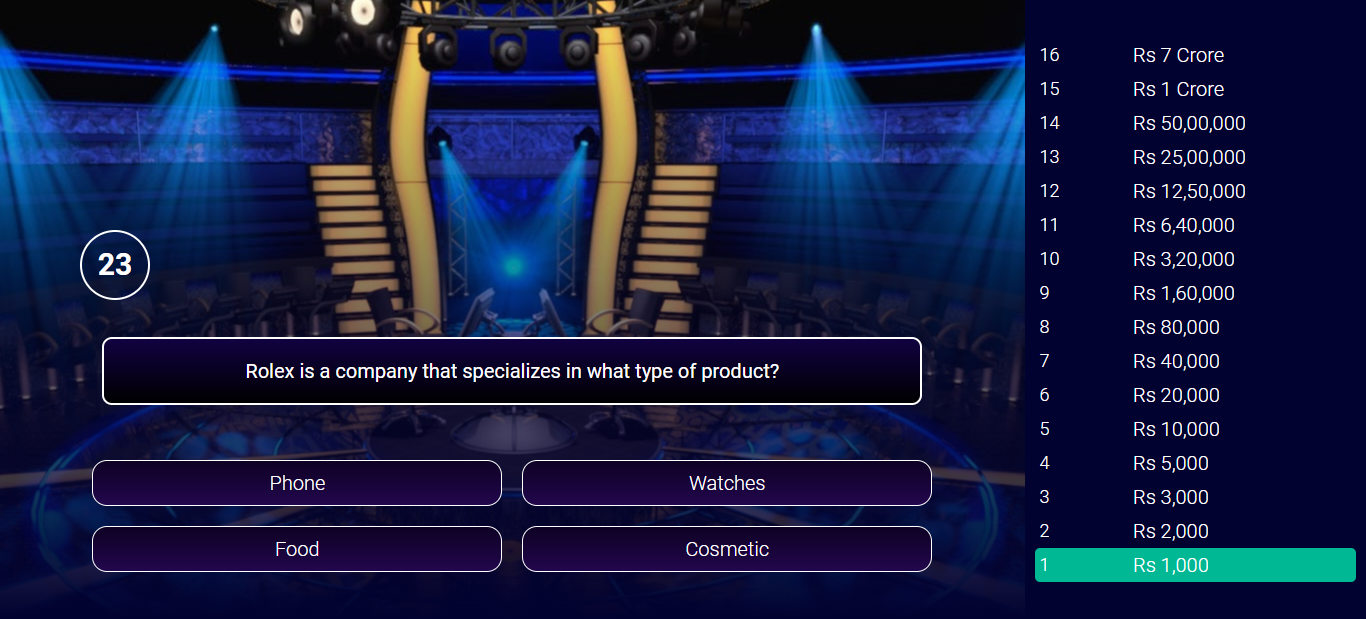 23
Rolex is a company that specializes in what type of product?
Phone
Watches
Food
Cosmetic
16 Rs 7 Crore
15 Rs 1 Crore
14 Rs 50,00,000
13 Rs 25,00,000
12 Rs 12,50,000
11 Rs 6,40,000
10 Rs 3,20,000
9 Rs 1,60,000
8 Rs 80,000
7 Rs 40,000
6 Rs 20,000
5 Rs 10,000
4 Rs 5,000
3 Rs 3,000
2 Rs 2,000
1 Rs 1,000